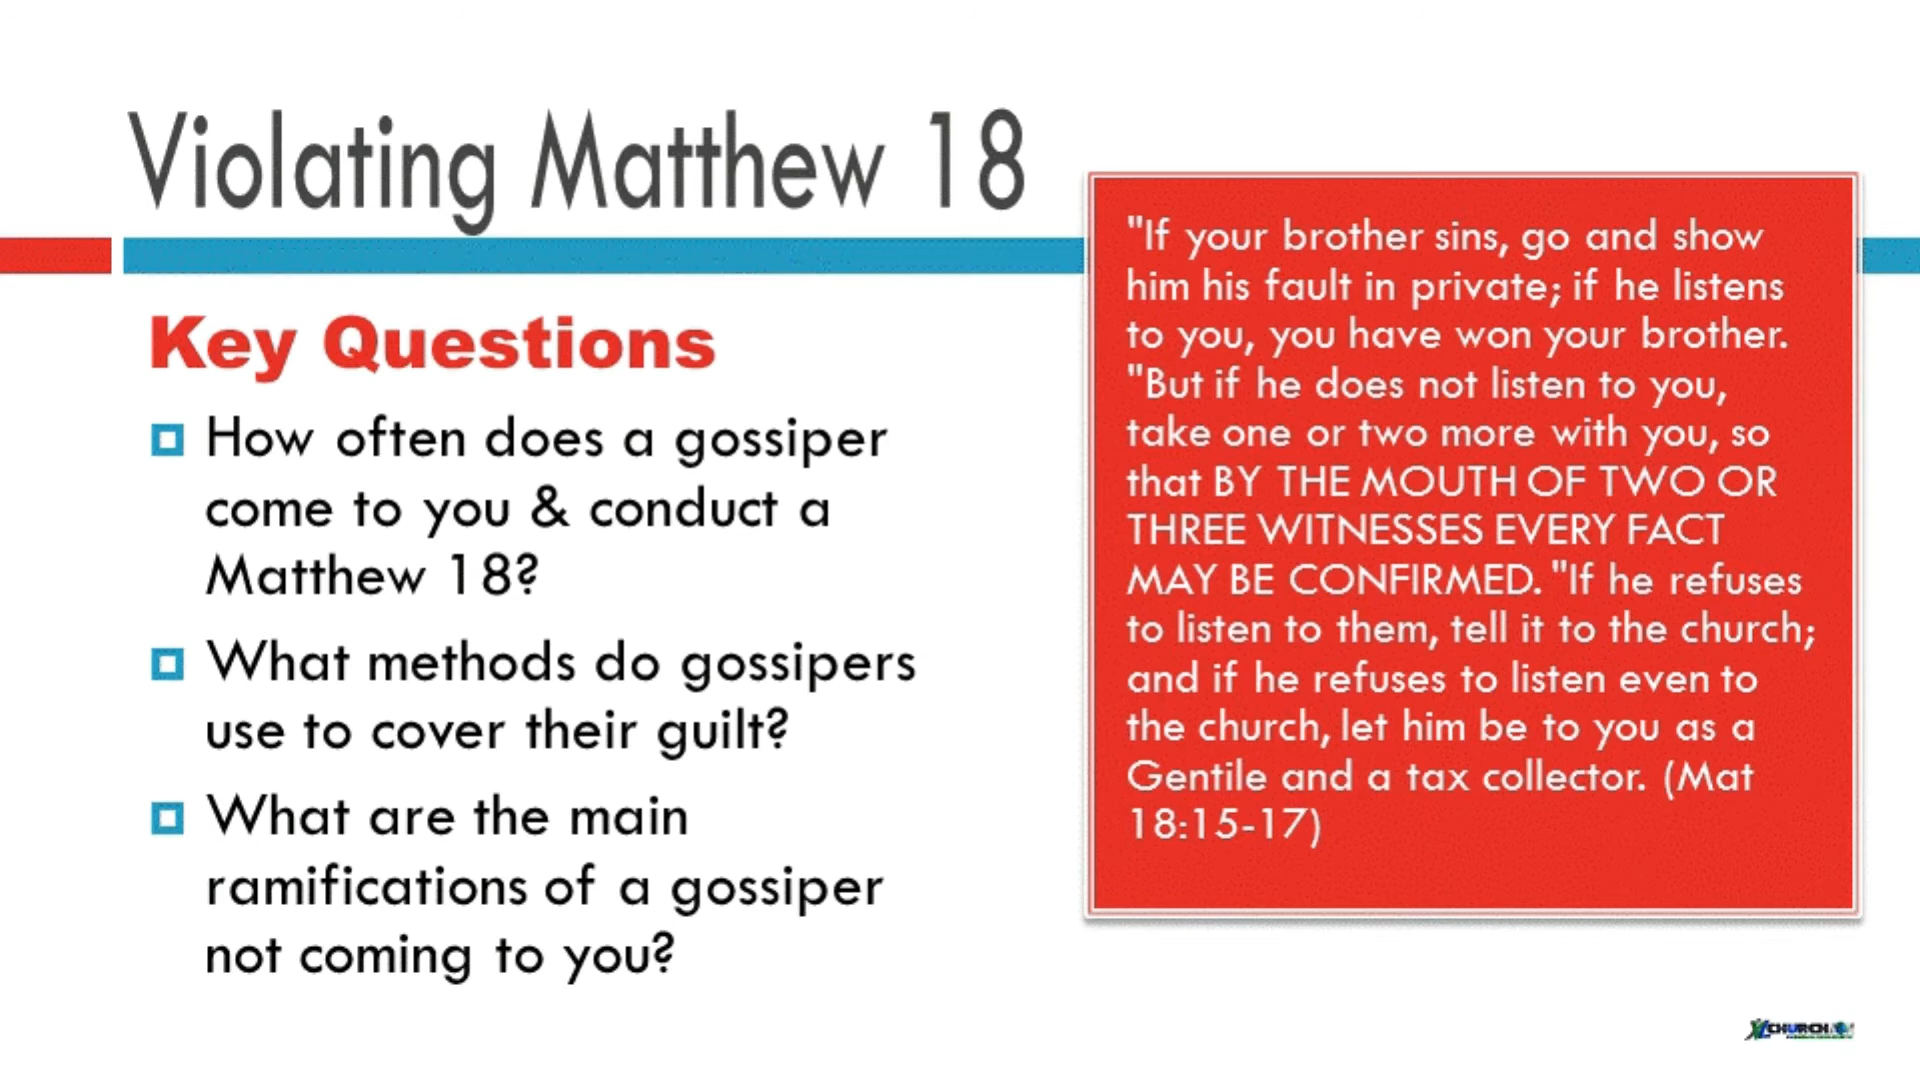 Violating Matthew 18
Key Questions
How often does a gossiper
come to you & conduct a
Matthew 18?
What methods do gossipers
use to cover their guilt?
What are the main
ramifications of a gossiper
not coming to you?
"If your brother sins, go and show
him his fault in private; if he listens
to you, you have won your brother.
"But if he does not listen to you,
take one or two more with you, so
that BY THE MOUTH OF TWO OR
THREE WITNESSES EVERY FACT
MAY BE CONFIRMED. "If he refuses
to listen to them, tell it to the church;
and if he refuses to listen even to
the church, let him be to you as a
Gentile and a tax collector. (Mat
18:15-17)